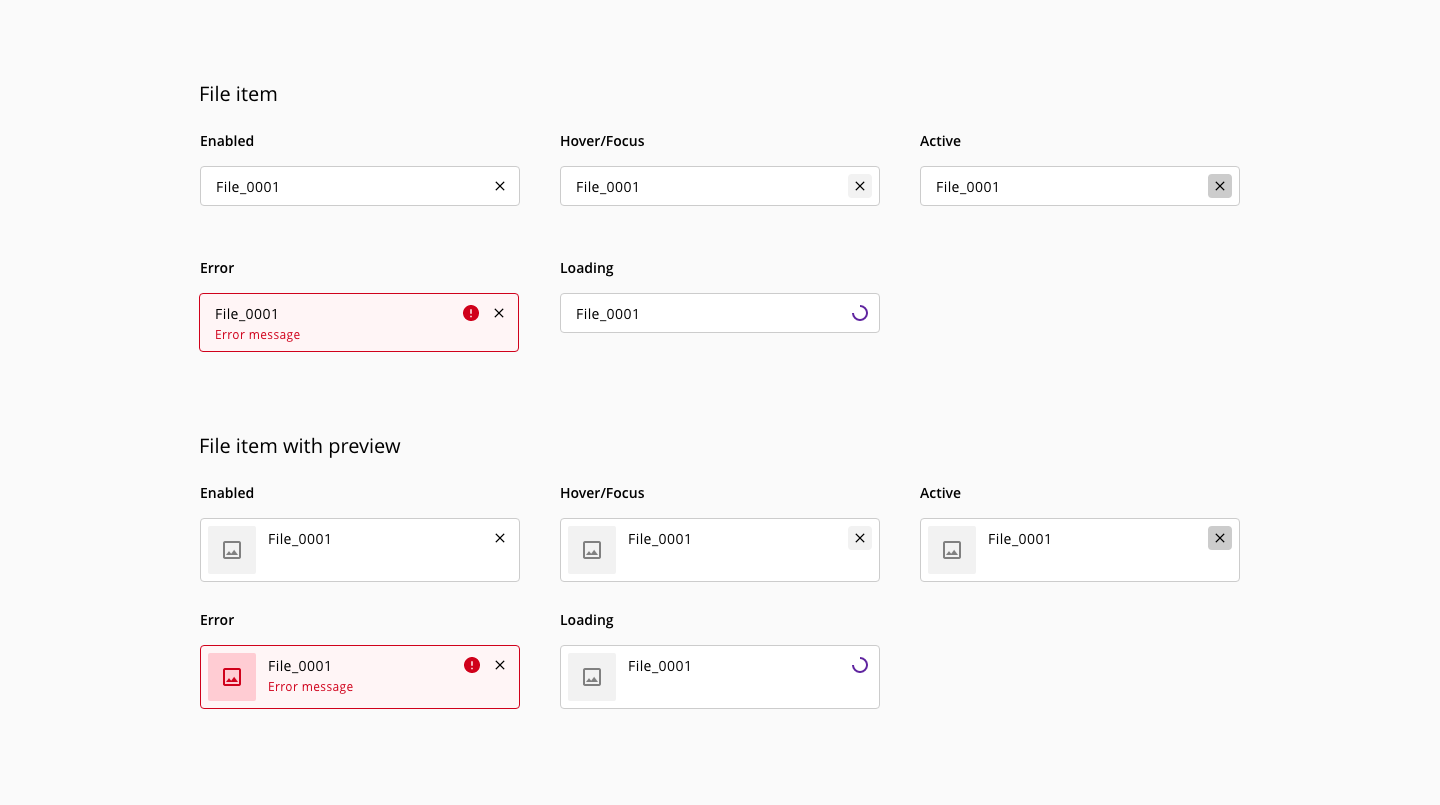 File item
Enabled
Hover/Focus
Active
File_0001
File_0001
File_0001
Error
Loading
File_0001
Error message
File_0001
File item with preview
Enabled
Hover/Focus
Active
File_0001
File_0001
File_0001
Error
Loading
File_0001
Error message
File_0001